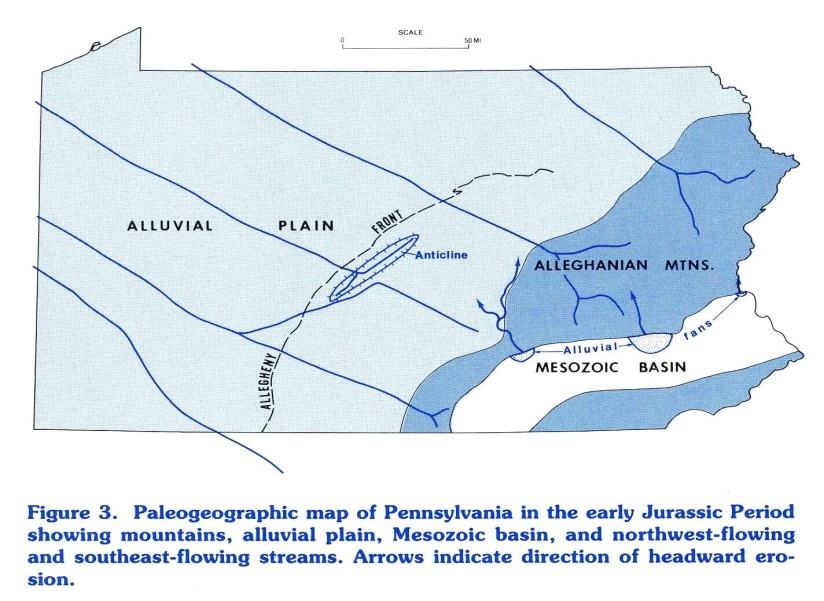 SCALE
0 50 MI
ALLUVIAL PLAIN
FRONT
Anticline
ALLEGHANIAN MTNS.
Alluvial fans
MESOZOIC BASIN
ALLEGHENY
Figure 3. Paleogeographic map of Pennsylvania in the early Jurassic Period
showing mountains, alluvial plain, Mesozoic basin, and northwest-flowing
and southeast-flowing streams. Arrows indicate direction of headward ero-
sion.